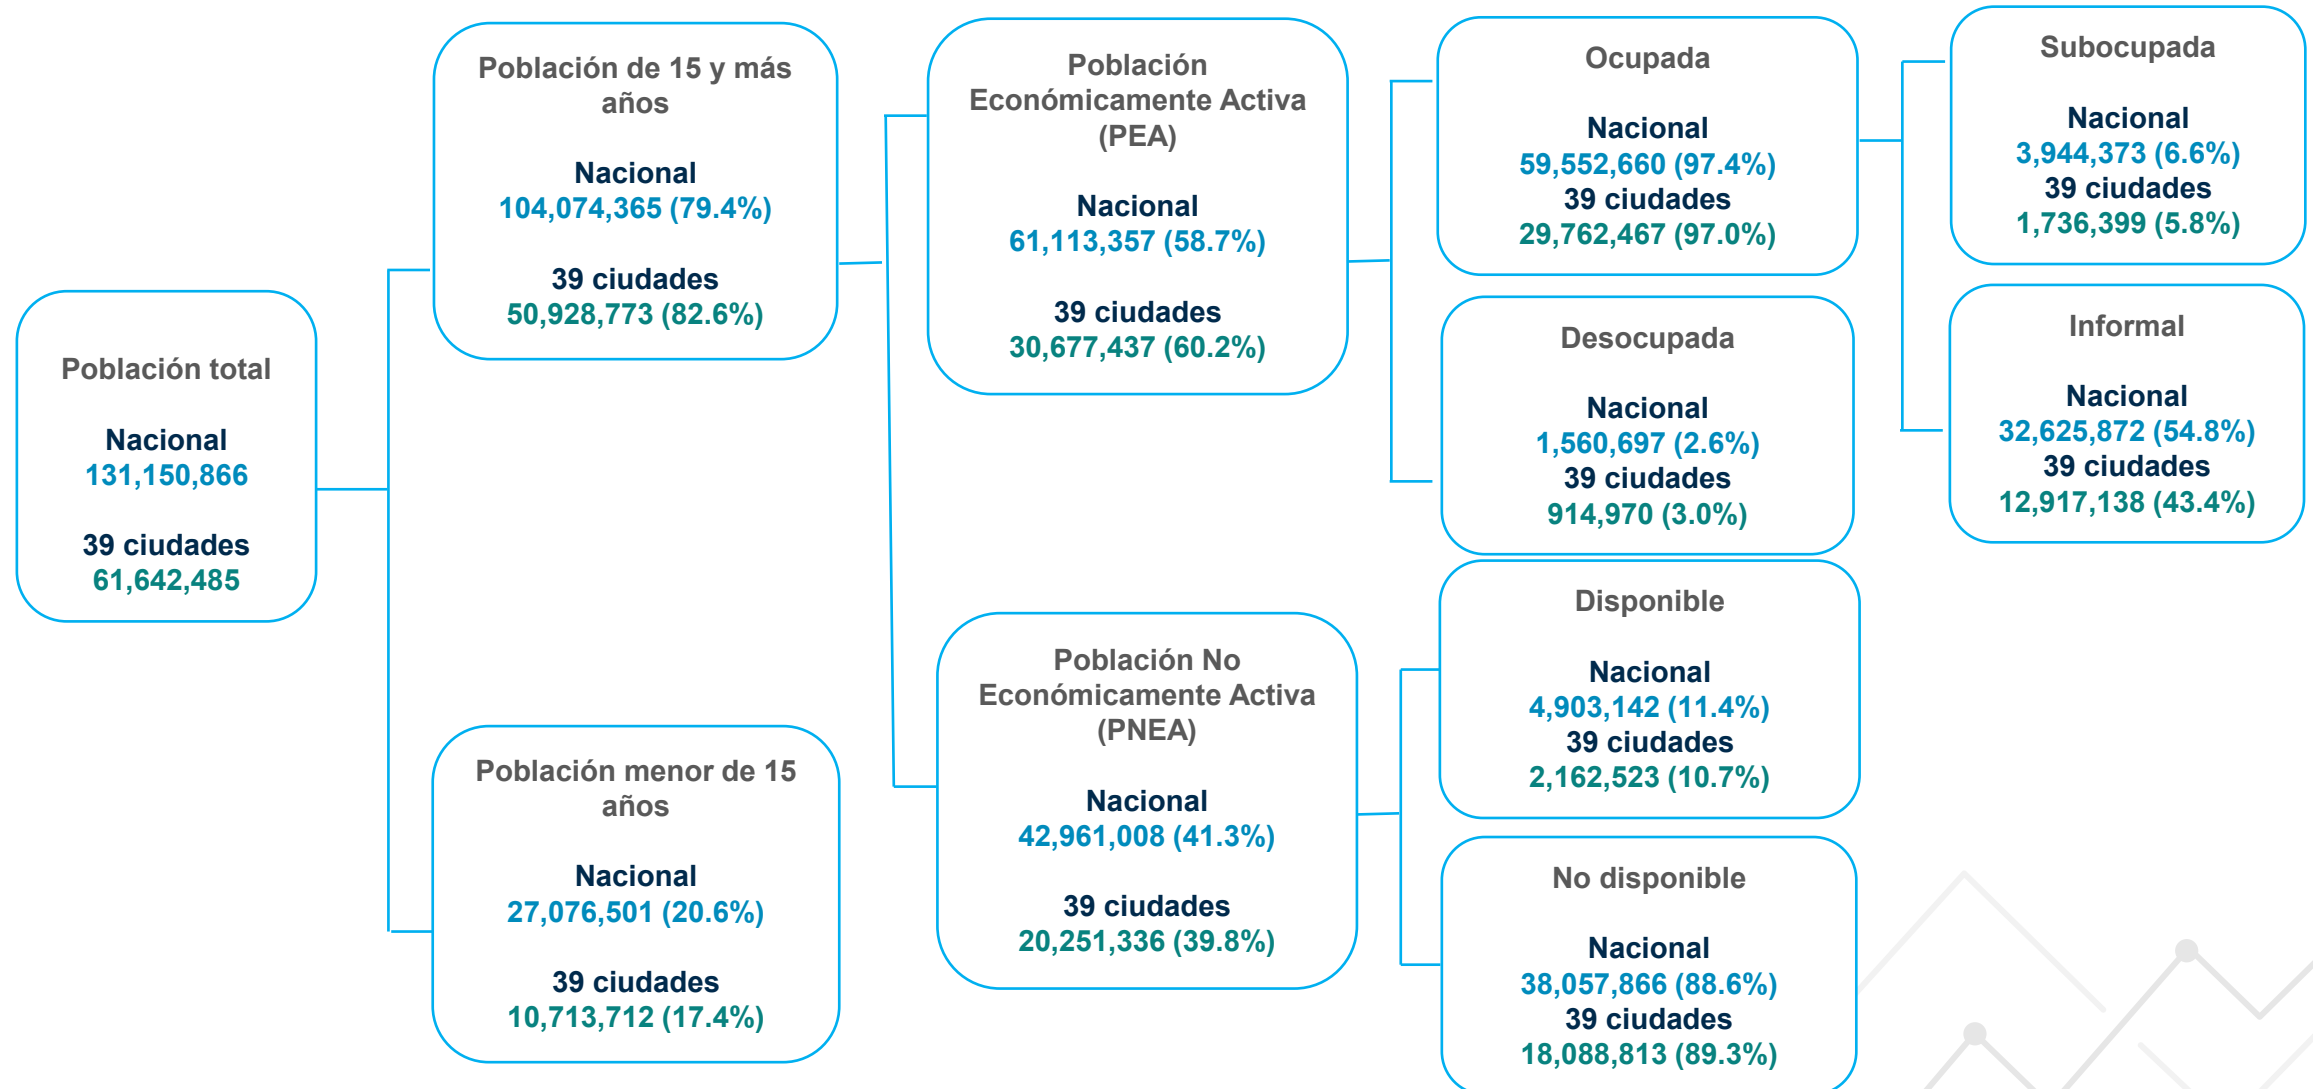 Población total
Nacional
131,150,866
39 ciudades
61,642,485
Población de 15 y más
años
Nacional
104,074,365 (79.4%)
39 ciudades
50,928,773 (82.6%)
Población menor de 15
años
Nacional
27,076,501 (20.6%)
39 ciudades
10,713,712 (17.4%)
Población
Económicamente Activa
(PEA)
Nacional
61,113,357 (58.7%)
39 ciudades
30,677,437 (60.2%)
Población No
Económicamente Activa
(PNEA)
Nacional
42,961,008 (41.3%)
39 ciudades
20,251,336 (39.8%)
Ocupada
Nacional
59,552,660 (97.4%)
39 ciudades
29,762,467 (97.0%)
Desocupada
Nacional
1,560,697 (2.6%)
39 ciudades
914,970 (3.0%)
Disponible
Nacional
4,903,142 (11.4%)
39 ciudades
2,162,523 (10.7%)
No disponible
Nacional
38,057,866 (88.6%)
39 ciudades
18,088,813 (89.3%)
Subocupada
Nacional
3,944,373 (6.6%)
39 ciudades
1,736,399 (5.8%)
Informal
Nacional
32,625,872 (54.8%)
39 ciudades
12,917,138 (43.4%)